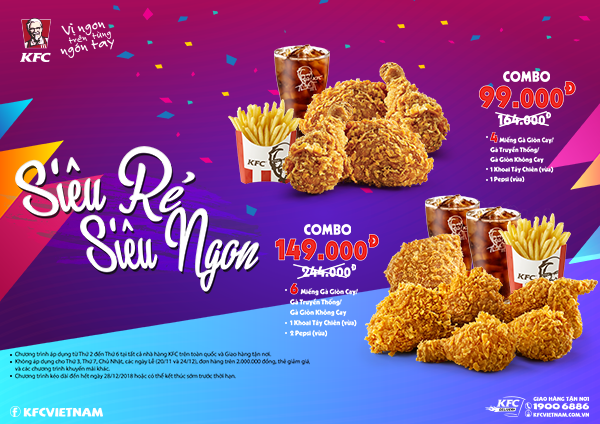 KFC
Vị ngon
trên từng
ngón tay
COMBO
99.000Đ
164.000Đ
• 4 Miếng Gà Giòn Cay/
Gà Truyền Thống/
Gà Giòn Không Cay
• 1 Khoai Tây Chiên (vừa)
• 1 Pepsi (vừa)
KFC
KFC
Siêu Rẻ
Siêu Ngon
COMBO
149.000Đ
244.000Đ
• 6 Miếng Gà Giòn Cay/
Gà Truyền Thống/
Gà Giòn Không Cay
• 1 Khoai Tây Chiên (vừa)
• 2 Pepsi (vừa)
KFC
• Chương trình áp dụng từ Thứ 2 đến Thứ 6 tại tất cả nhà hàng KFC trên toàn quốc và Giao hàng tận nơi.
• Không áp dụng cho Thứ 3, Thứ 7, Chủ Nhật, các ngày Lễ (20/11 và 24/12), đơn hàng trên 2.000.000 đồng, thẻ giảm giá,
và các chương trình khuyến mãi khác.
• Chương trình kéo dài đến hết ngày 28/12/2018 hoặc có thể kết thúc sớm trước thời hạn.
KFCVIETNAM
KFC
DELIVERY
GIAO HÀNG TẬN NƠI
1900 6886
KFCVIETNAM.COM.VN